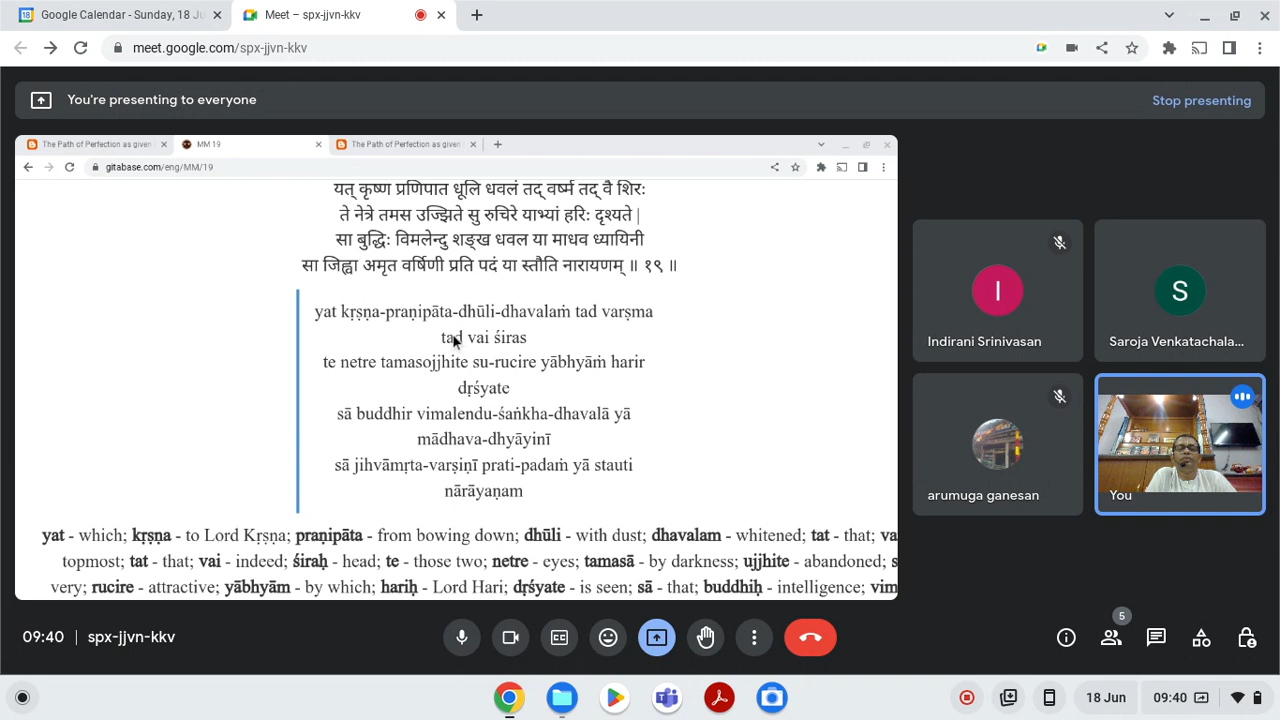 Google Calendar - Sunday, 18 Ju
Meet – spx-jjvn-kkv
meet.google.com/spx-jjvn-kkv
You're presenting to everyone
Stop presenting
The Path of Perfection as given
MM 19
The Path of Perfection as given
gitabase.com/eng/MM/19
यत् कृष्ण प्रणिपात धूलि धवलं तद् वर्ष्म तद् वै शिरः
ते नेत्रे तमस उज्झिते सु रुचिरे याभ्यां हरिः दृश्यते |
सा बुद्धिः विमलेन्दु शङ्ख धवल या माधव ध्यायिनी
सा जिह्वा अमृत वर्षिणी प्रति पदं या स्तौति नारायणम् ॥ १९ ॥
yat kṛṣṇa-praṇipāta-dhūli-dhavalaṁ tad varṣma
tad vai śiras
te netre tamasojjhite su-rucire yābhyāṁ harir
dṛśyate
sā buddhir vimalendu-śaṅkha-dhavalā yā
mādhava-dhyāyinī
sā jihvāmṛta-varṣiṇī prati-padaṁ yā stauti
nārāyaṇam
yat - which; kṛṣṇa - to Lord Kṛṣṇa; praṇipāta - from bowing down; dhūli - with dust; dhavalam - whitened; tat - that; va
topmost; tat - that; vai - indeed; śiraḥ - head; te - those two; netre - eyes; tamasā - by darkness; ujjhite - abandoned; s
very; rucire - attractive; yābhyām - by which; hariḥ - Lord Hari; dṛśyate - is seen; sā - that; buddhiḥ - intelligence; vim
I
Indirani Srinivasan
S
Saroja Venkatachala...
arumuga ganesan
You
09:40
spx-jjvn-kkv
5
18 Jun
09:40